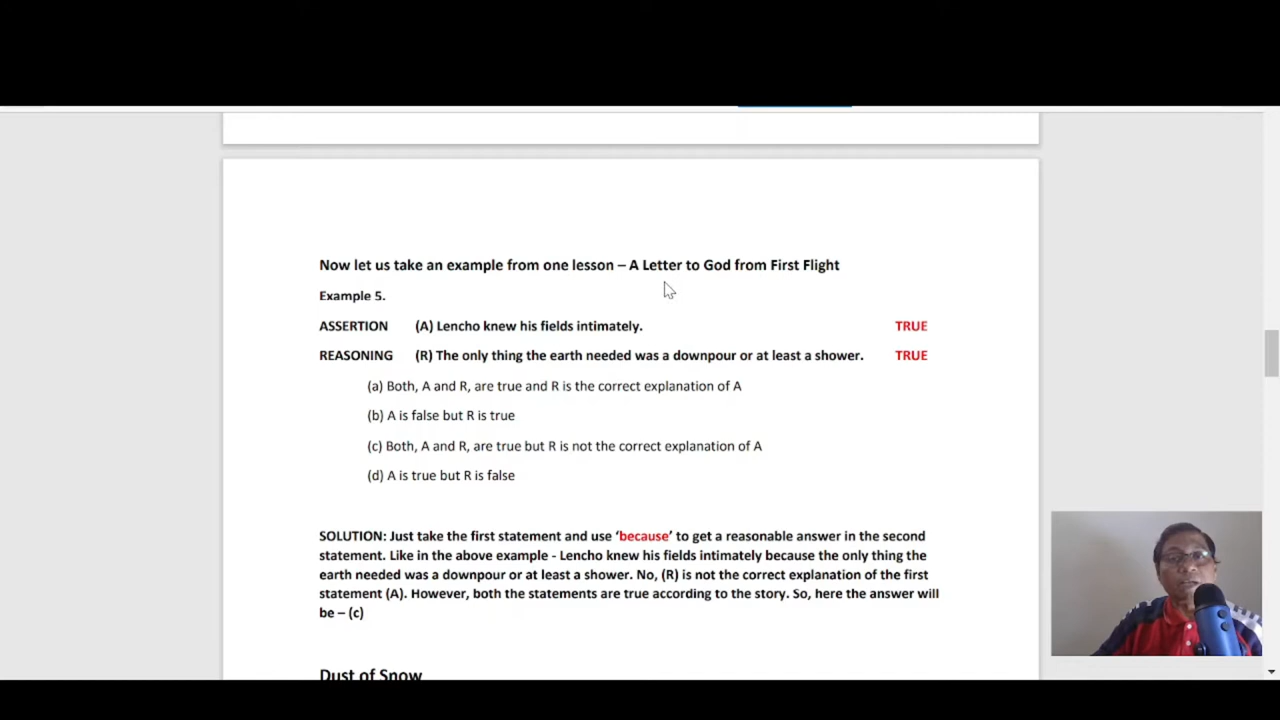 Now let us take an example from one lesson – A Letter to God from First Flight
Example 5.
ASSERTION (A) Lencho knew his fields intimately. TRUE
REASONING (R) The only thing the earth needed was a downpour or at least a shower. TRUE
(a) Both, A and R, are true and R is the correct explanation of A
(b) A is false but R is true
(c) Both, A and R, are true but R is not the correct explanation of A
(d) A is true but R is false
SOLUTION: Just take the first statement and use ‘because’ to get a reasonable answer in the second
statement. Like in the above example - Lencho knew his fields intimately because the only thing the
earth needed was a downpour or at least a shower. No, (R) is not the correct explanation of the first
statement (A). However, both the statements are true according to the story. So, here the answer will
be – (c)
Dust of Snow